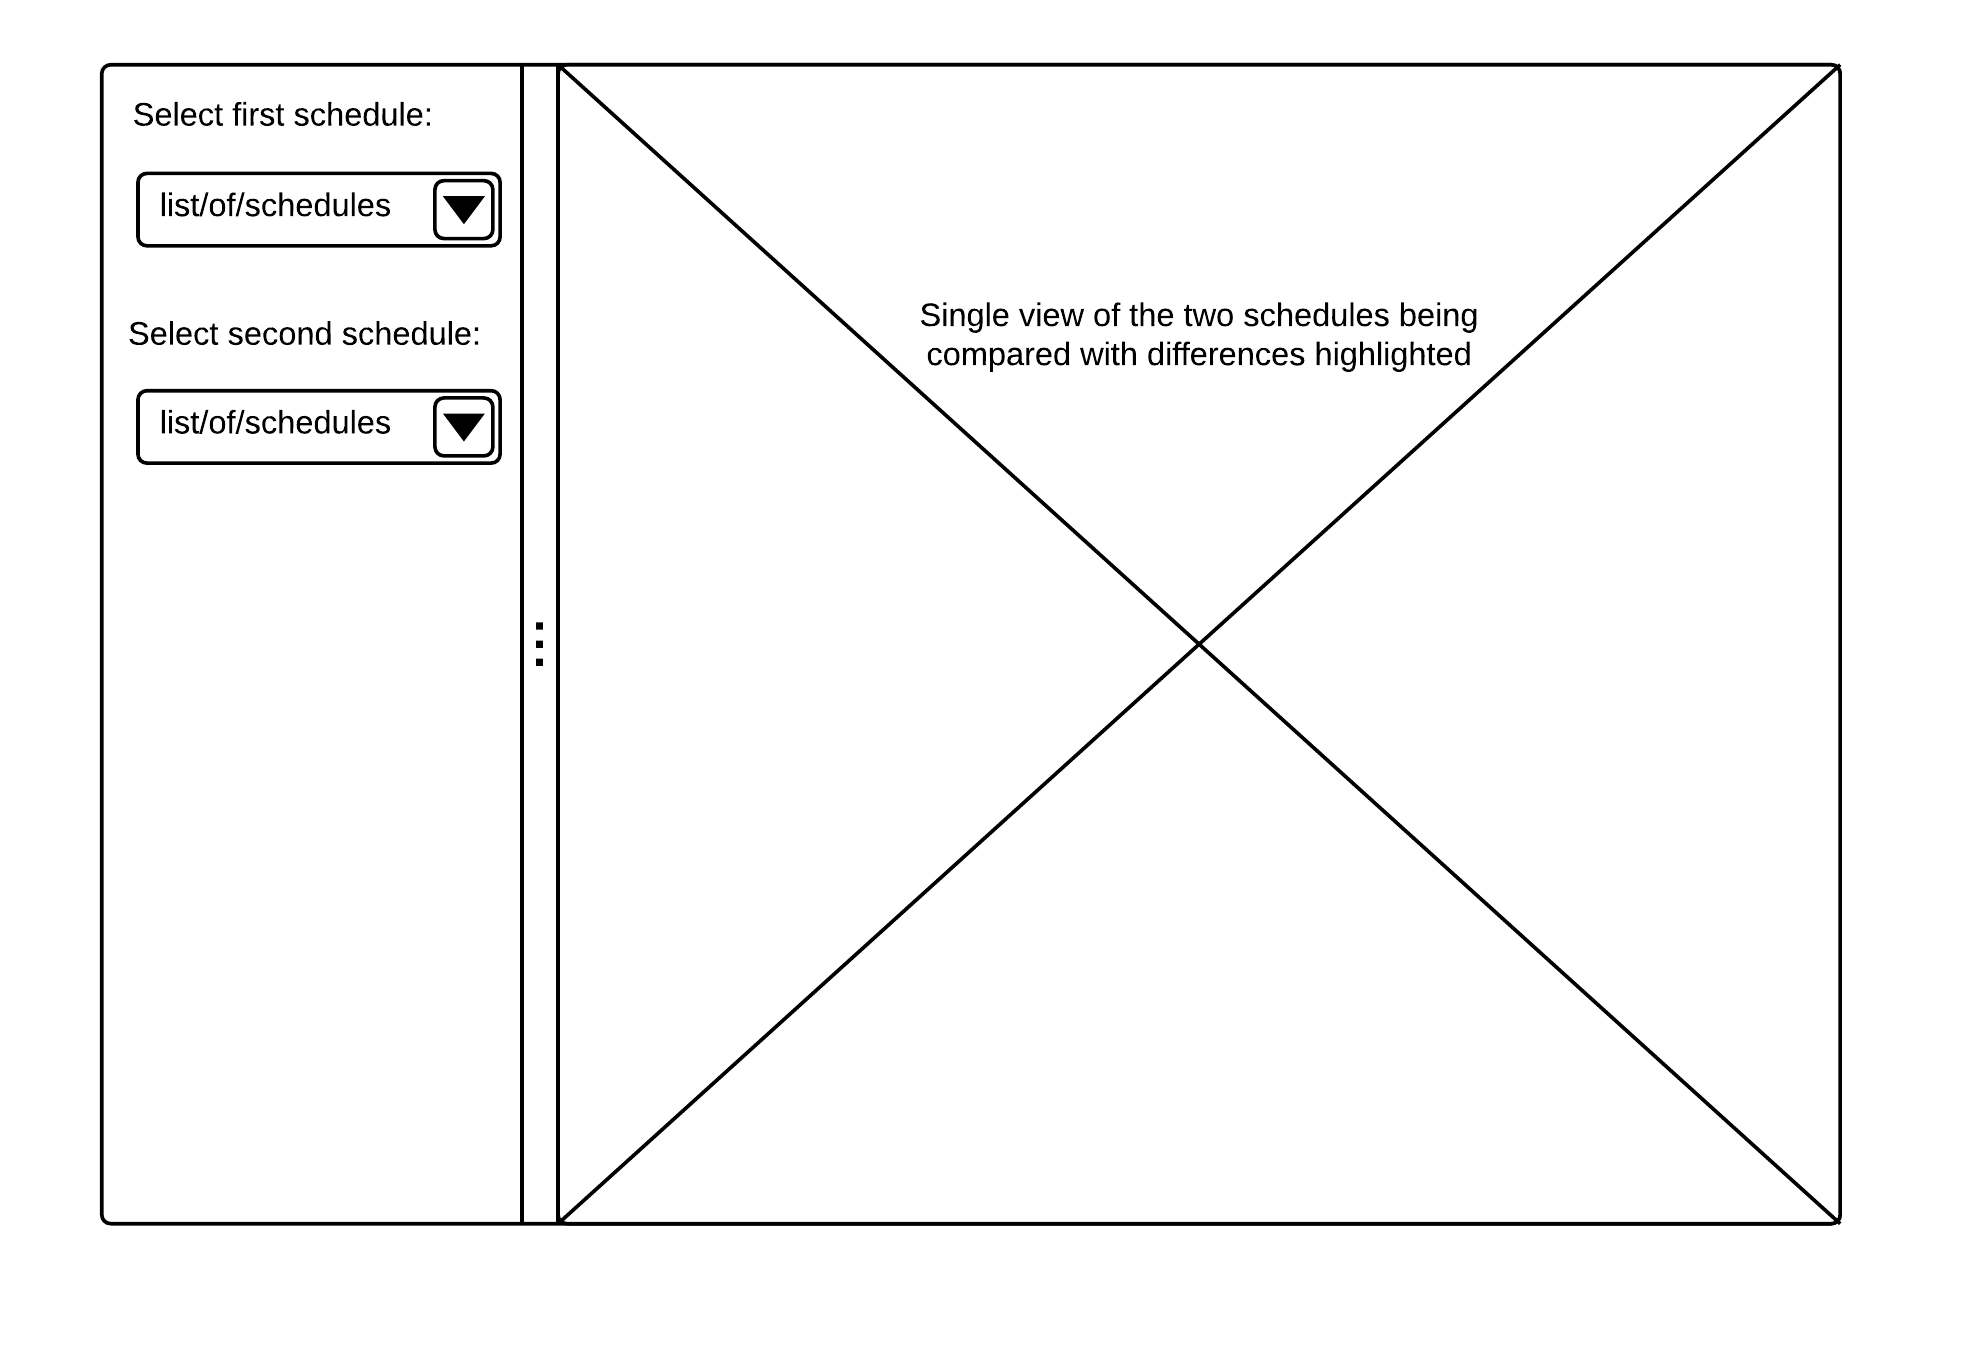 Select first schedule:
list/of/schedules
Select second schedule:
list/of/schedules
Single view of the two schedules being
compared with differences highlighted